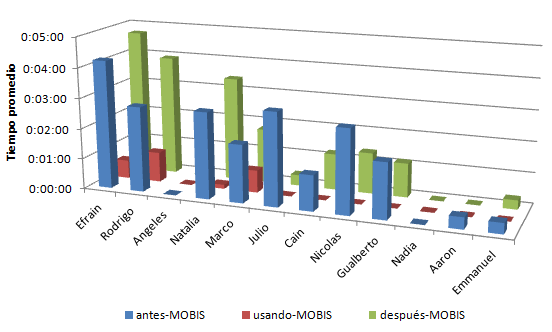 Tiempo promedio
0:05:00
0:04:00
0:03:00
0:02:00
0:01:00
0:00:00
Efrain
Rodrigo
Angeles
Natalia
Marco
Julio
Cain
Nicolas
Gualberto
Nadia
Aaron
Emmanuel
antes-MOBIS
usando-MOBIS
después-MOBIS